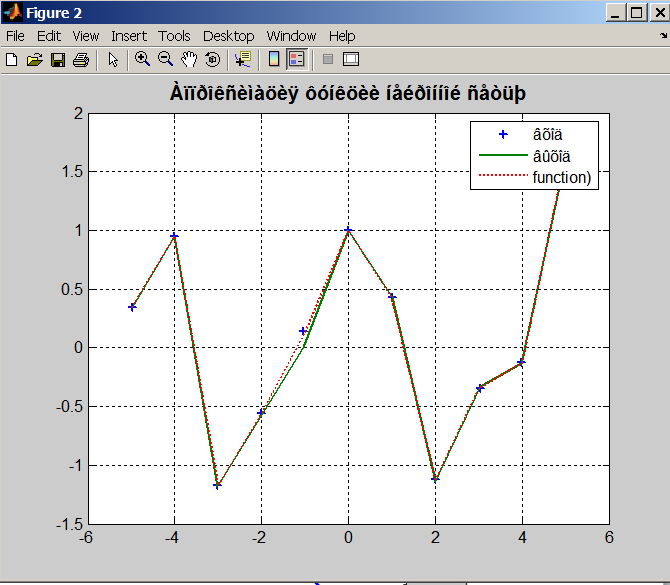 Figure 2
File Edit View Insert Tools Desktop Window Help
Àïïðîêñèìàöèÿ ôóíêöèè íåéðîííîé ñåòüþ
2
1.5
1
0.5
0
-0.5
-1
-1.5
-6 -4 -2 0 2 4 6
âõîä
âûõîä
function)